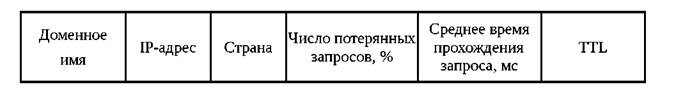 Доменное
имя
IP-адрес
Страна
Число потерянных
запросов, %
Среднее время
прохождения
запроса, мс
TTL